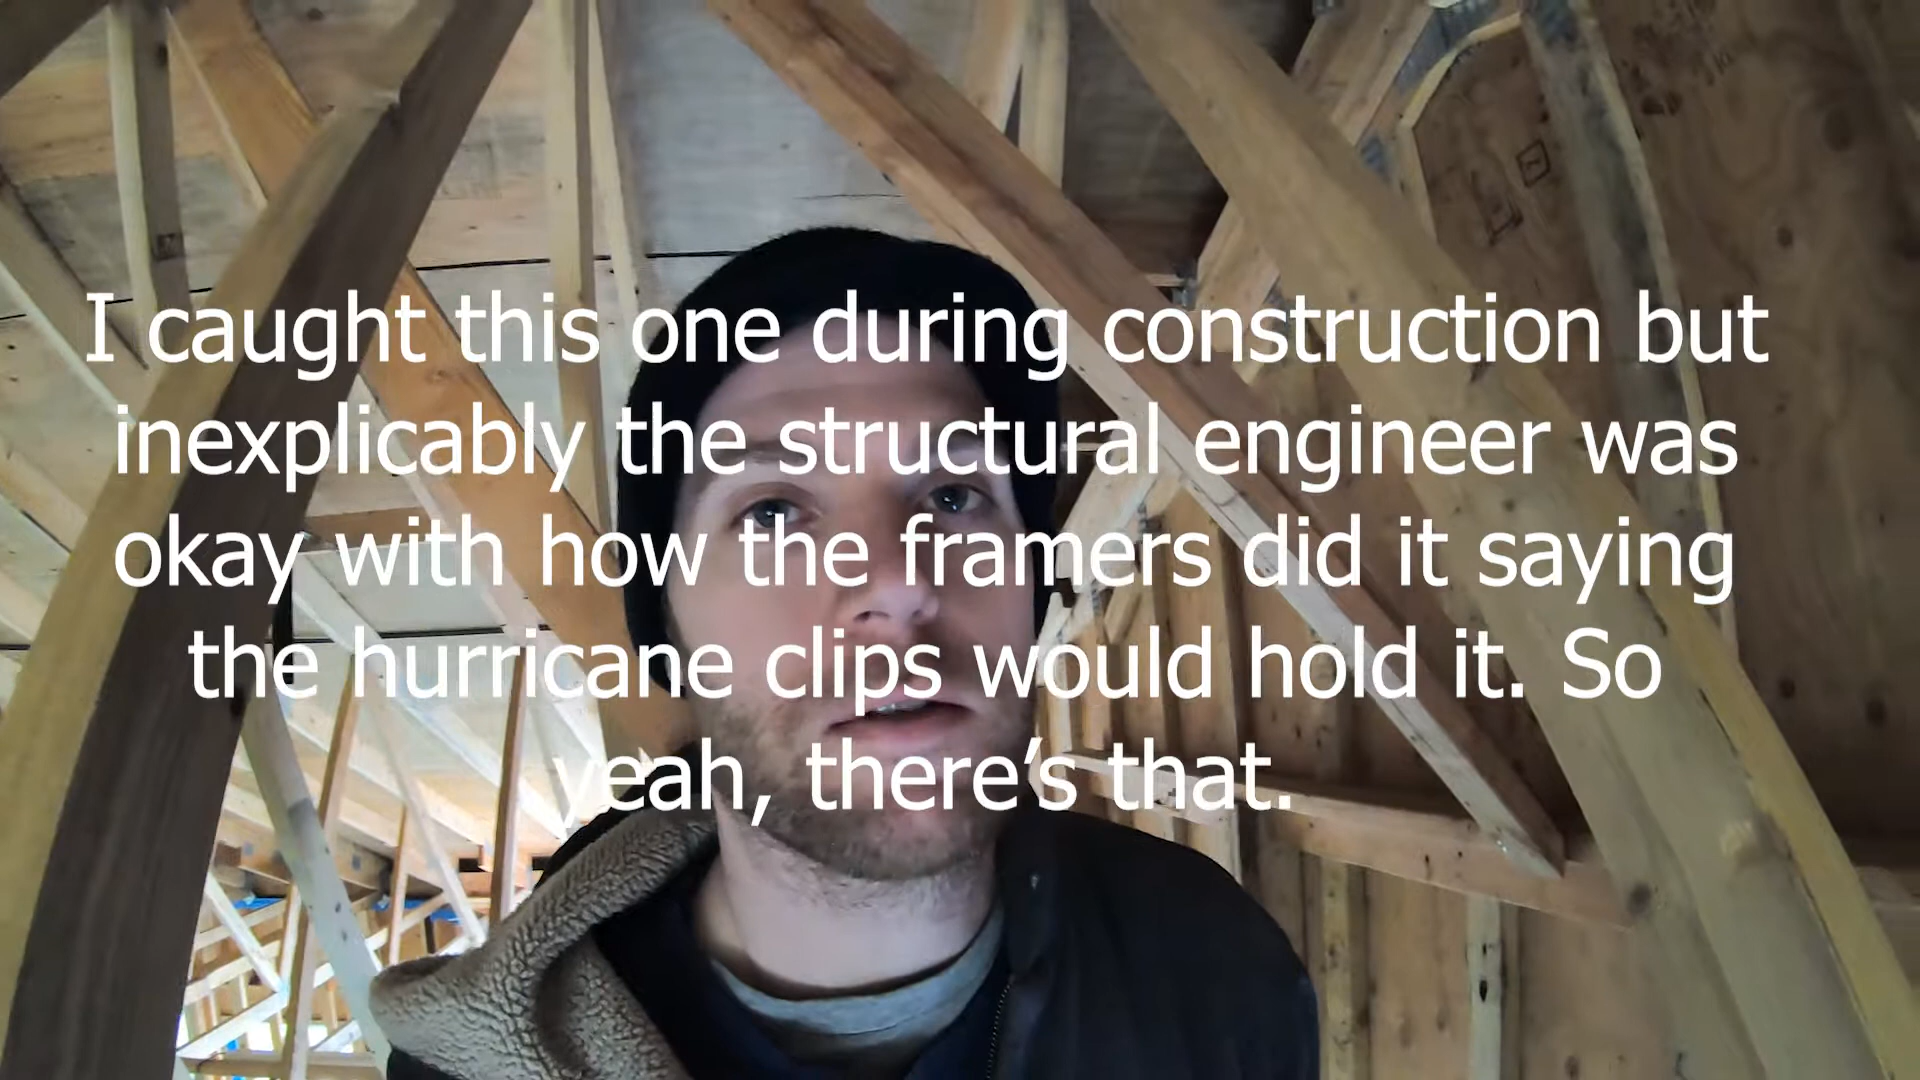 I caught this one during construction but
inexplicably the structural engineer was
okay with how the framers did it saying
the hurricane clips would hold it. So
yeah, there’s that.